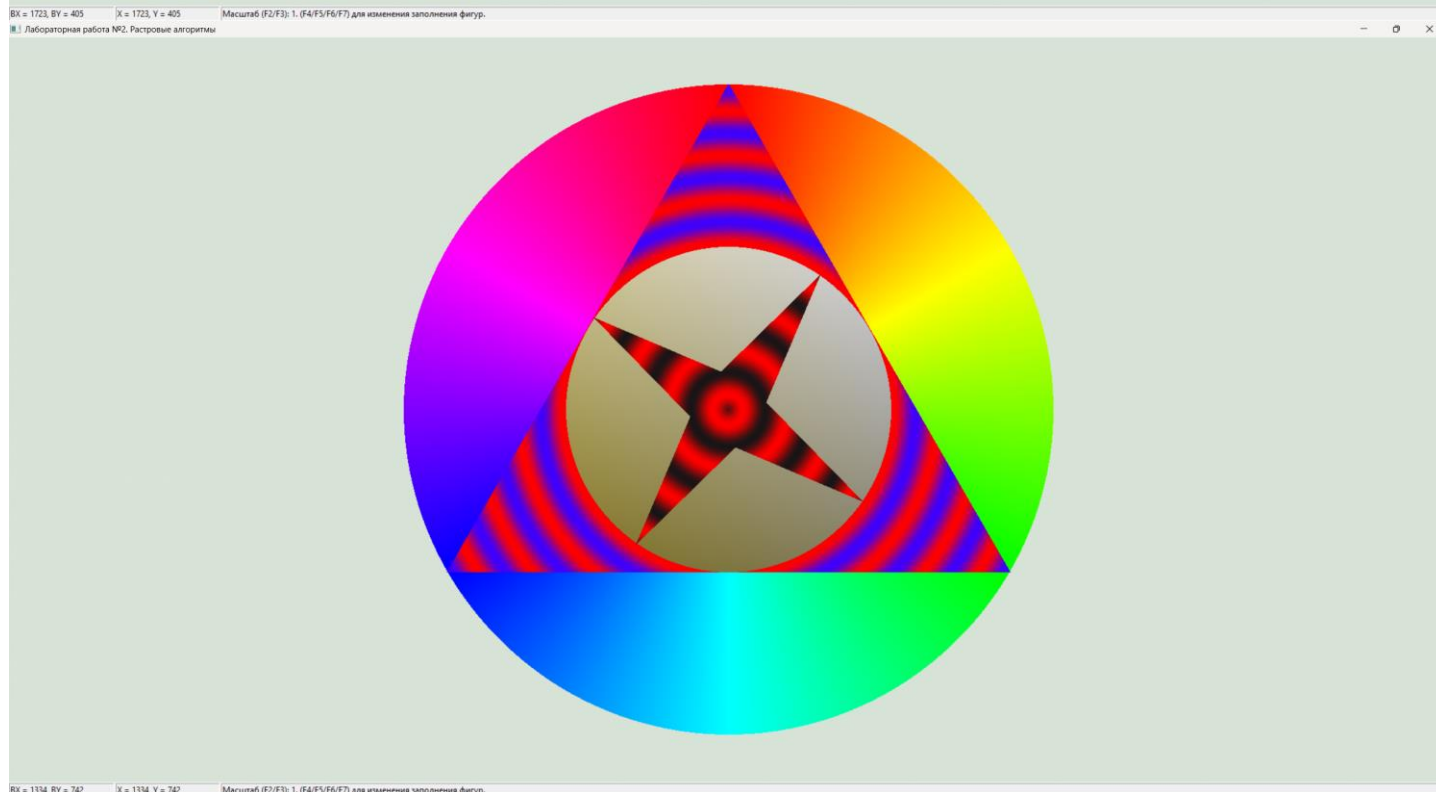 BX = 1723, BY = 405 X = 1723, Y = 405 Масштаб (F2/F3): 1. (F4/F5/F6/F7) для изменения заполнения фигур.
Лабораторная работа №2. Растровые алгоритмы
BX = 1334, BY = 742 X = 1334, Y = 742 Масштаб (F2/F3): 1. (F4/F5/F6/F7) для изменения заполнения фигур.